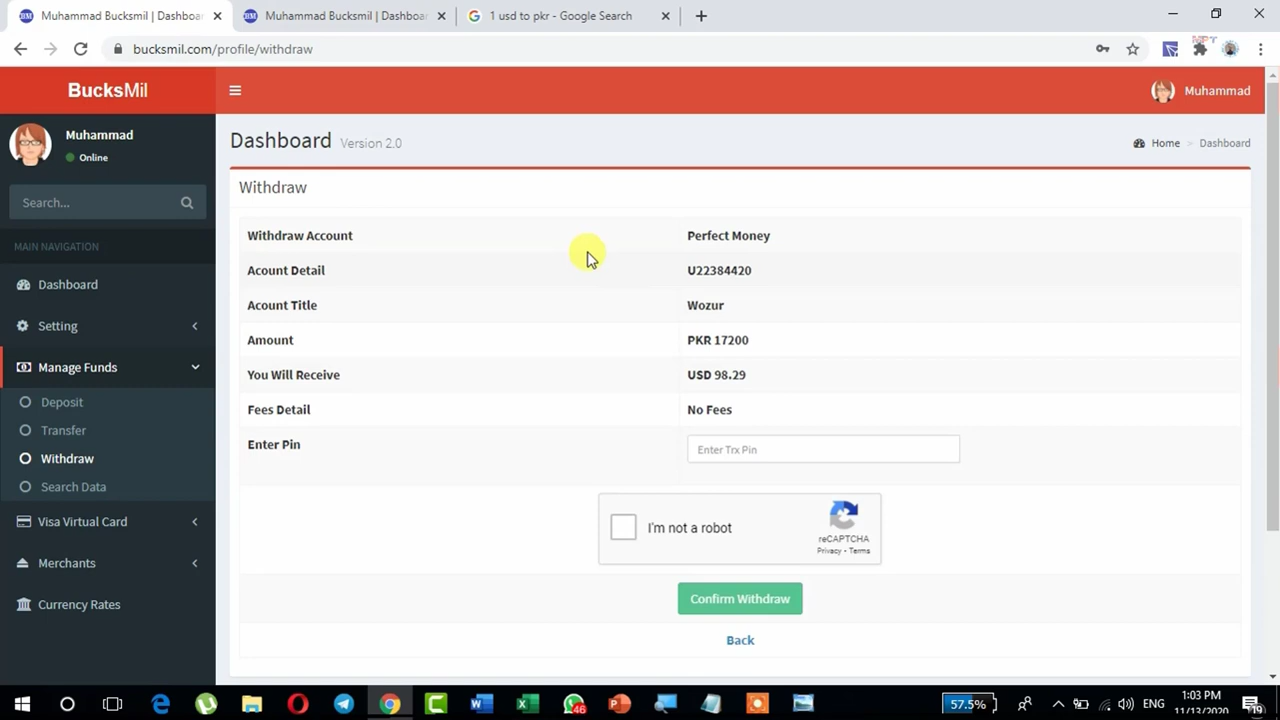 Muhammad Bucksmil | Dashboar
Muhammad Bucksmil | Dashboar
1 usd to pkr - Google Search
bucksmil.com/profile/withdraw
BucksMil
Muhammad
Muhammad
Online
Dashboard Version 2.0
Home > Dashboard
Search...
MAIN NAVIGATION
Dashboard
Setting
Manage Funds
Deposit
Transfer
Withdraw
Search Data
Visa Virtual Card
Merchants
Currency Rates
Withdraw
Withdraw Account Perfect Money
Acount Detail U22384420
Acount Title Wozur
Amount PKR 17200
You Will Receive USD 98.29
Fees Detail No Fees
Enter Pin Enter Trx Pin
I'm not a robot
reCAPTCHA
Privacy - Terms
Confirm Withdraw
Back
46
57.5%
ENG
1:03 PM
11/13/2020
19